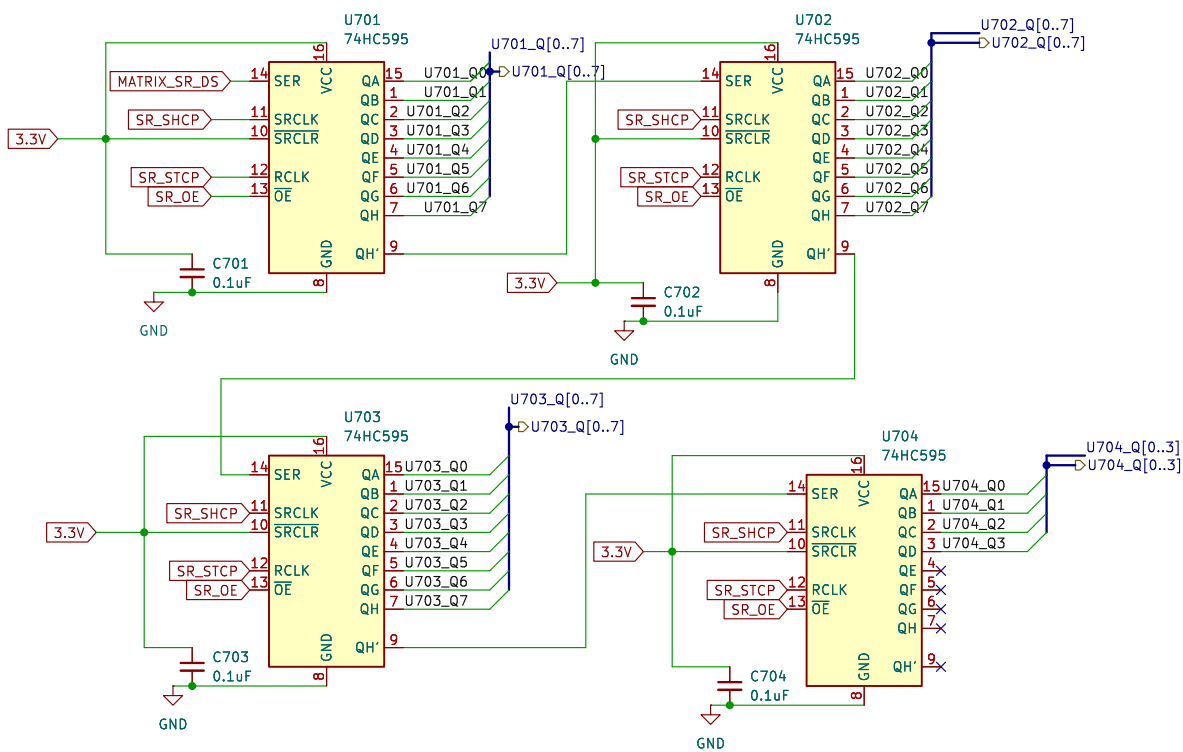 U701
74HC595
3.3V
MATRIX_SR_DS
SR_SHCP
SR_STCP
SR_OE
14 SER
11 SRCLK
10 SRCLR
12 RCLK
13 OE
16
VCC
GND
8
QA 15 U701_Q0
QB 1 U701_Q1
QC 2 U701_Q2
QD 3 U701_Q3
QE 4 U701_Q4
QF 5 U701_Q5
QG 6 U701_Q6
QH 7 U701_Q7
QH' 9
U701_Q[0..7]
U701_Q[0..7]
C701
0.1uF
GND
U702
74HC595
3.3V
SR_SHCP
SR_STCP
SR_OE
14 SER
11 SRCLK
10 SRCLR
12 RCLK
13 OE
16
VCC
GND
8
QA 15 U702_Q0
QB 1 U702_Q1
QC 2 U702_Q2
QD 3 U702_Q3
QE 4 U702_Q4
QF 5 U702_Q5
QG 6 U702_Q6
QH 7 U702_Q7
QH' 9
U702_Q[0..7]
U702_Q[0..7]
C702
0.1uF
GND
U703
74HC595
3.3V
SR_SHCP
SR_STCP
SR_OE
14 SER
11 SRCLK
10 SRCLR
12 RCLK
13 OE
16
VCC
GND
8
QA 15 U703_Q0
QB 1 U703_Q1
QC 2 U703_Q2
QD 3 U703_Q3
QE 4 U703_Q4
QF 5 U703_Q5
QG 6 U703_Q6
QH 7 U703_Q7
QH' 9
U703_Q[0..7]
U703_Q[0..7]
C703
0.1uF
GND
U704
74HC595
3.3V
SR_SHCP
SR_STCP
SR_OE
14 SER
11 SRCLK
10 SRCLR
12 RCLK
13 OE
16
VCC
GND
8
QA 15 U704_Q0
QB 1 U704_Q1
QC 2 U704_Q2
QD 3 U704_Q3
QE 4
QF 5
QG 6
QH 7
QH' 9
U704_Q[0..3]
U704_Q[0..3]
C704
0.1uF
GND